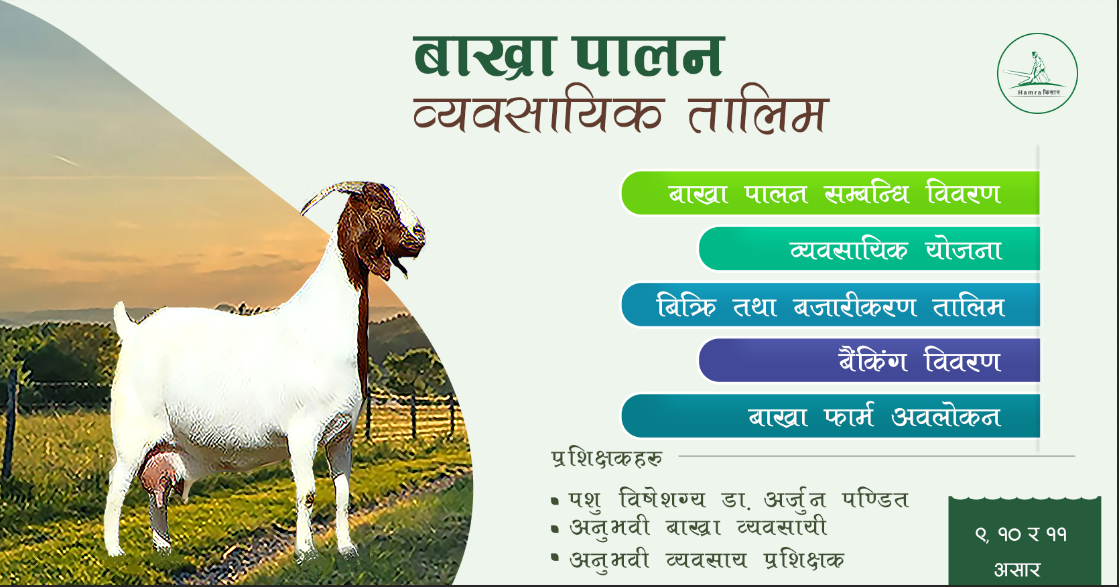 बाख्रा पालन
व्यवसायिक तालिम
Hamraकिसान
बाख्रा पालन सम्बन्धि विवरण
व्यवसायिक योजना
बिक्रि तथा बजारीकरण तालिम
बैंकिंग विवरण
बाख्रा फार्म अवलोकन
प्रशिक्षकहरु
• पशु विषेशग्य डा. अर्जुन पण्डित
• अनुभवी बाख्रा व्यवसायी
• अनुभवी व्यवसाय प्रशिक्षक
९, १० र ११
असार